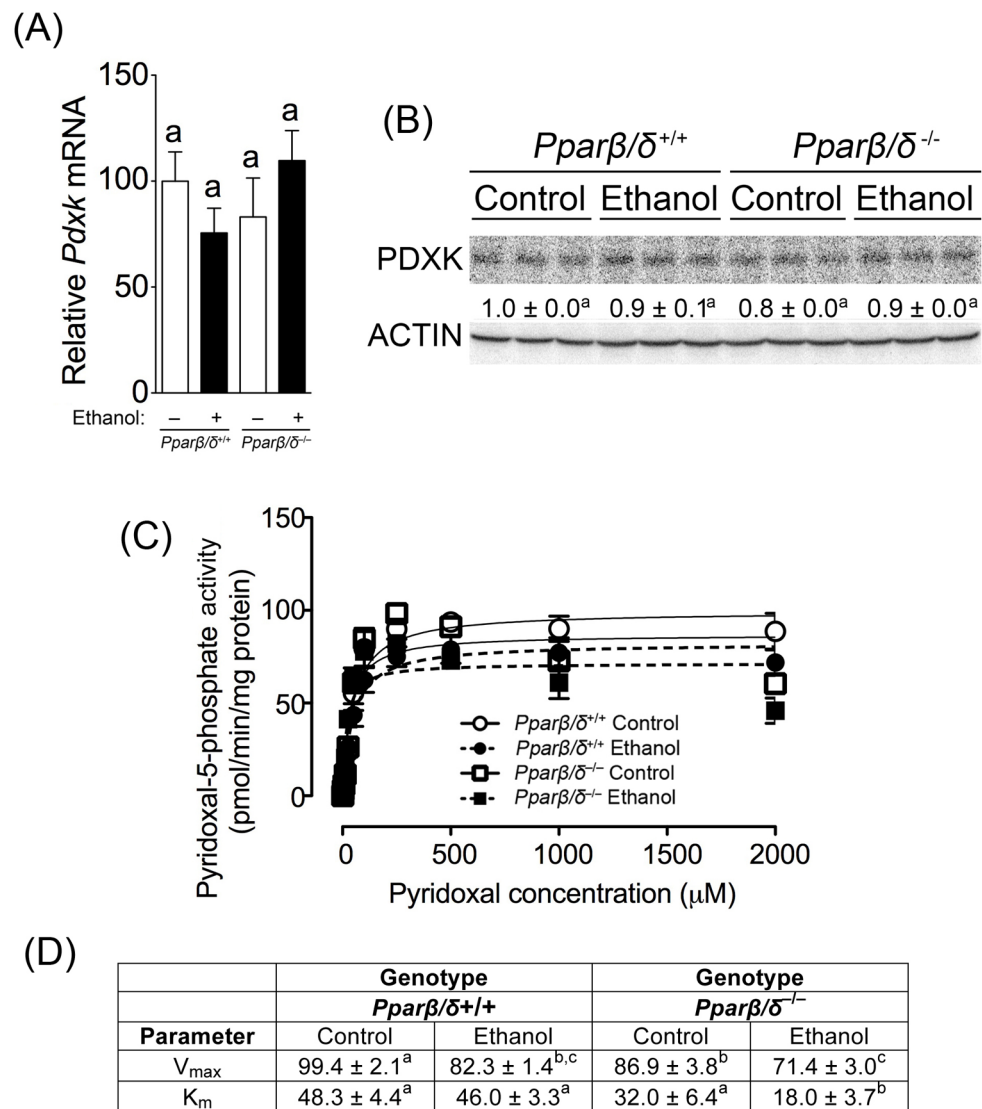 (A)
150
100
50
0
Relative Pdxk mRNA
a
a
a
a
Ethanol: – + – +
Pparβ/δ+/+ Pparβ/δ–/–
(B)
Pparβ/δ+/+ Pparβ/δ-/-
Control Ethanol Control Ethanol
PDXK
1.0 ± 0.0a 0.9 ± 0.1a 0.8 ± 0.0a 0.9 ± 0.0a
ACTIN
(C)
Pyridoxal-5-phosphate activity
(pmol/min/mg protein)
150
100
50
0
Pparβ/δ+/+ Control
Pparβ/δ+/+ Ethanol
Pparβ/δ–/– Control
Pparβ/δ–/– Ethanol
0 500 1000 1500 2000
Pyridoxal concentration (μM)
(D)
Genotype Genotype
Pparβ/δ+/+ Pparβ/δ–/–
Parameter Control Ethanol Control Ethanol
Vmax 99.4 ± 2.1a 82.3 ± 1.4b,c 86.9 ± 3.8b 71.4 ± 3.0c
Km 48.3 ± 4.4a 46.0 ± 3.3a 32.0 ± 6.4a 18.0 ± 3.7b